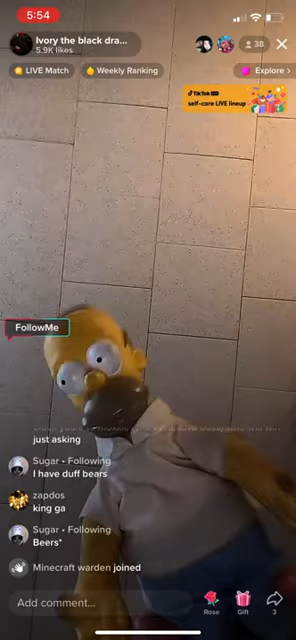 5:54
Ivory the black dra...
5.9K likes
38
LIVE Match
Weekly Ranking
Explore >
TikTok LIVE
self-care LIVE lineup
FollowMe
just asking
Sugar • Following
I have duff bears
zapdos
king ga
Sugar • Following
Beers*
Minecraft warden joined
Add comment...
Rose
Gift
3